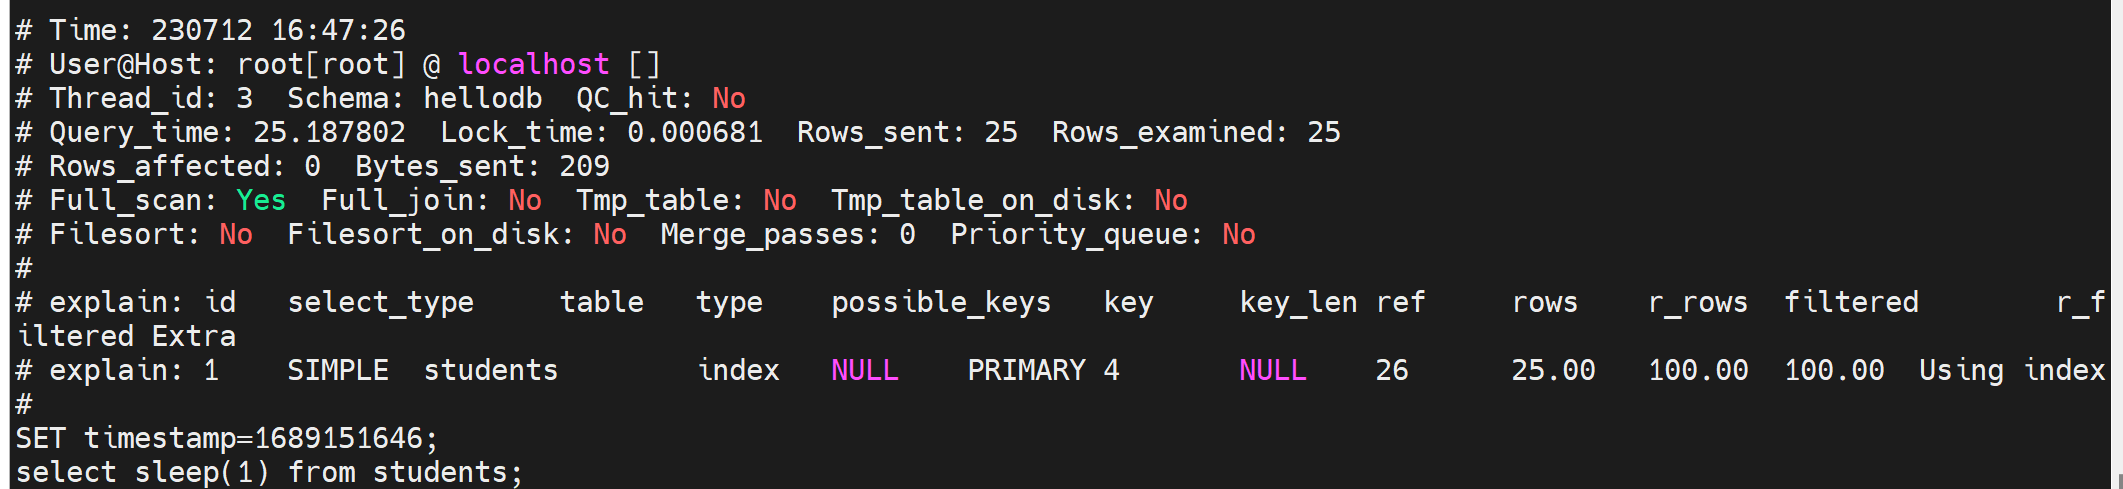 # Time: 230712 16:47:26
# User@Host: root[root] @ localhost []
# Thread_id: 3  Schema: hellodb  QC_hit: No
# Query_time: 25.187802  Lock_time: 0.000681  Rows_sent: 25  Rows_examined: 25
# Rows_affected: 0  Bytes_sent: 209
# Full_scan: Yes  Full_join: No  Tmp_table: No  Tmp_table_on_disk: No
# Filesort: No  Filesort_on_disk: No  Merge_passes: 0  Priority_queue: No
#
# explain: id   select_type     table   type    possible_keys   key     key_len ref     rows    r_rows  filtered        r_f
iltered Extra
# explain: 1    SIMPLE  students        index   NULL    PRIMARY 4       NULL    26      25.00   100.00  100.00  Using index
#
SET timestamp=1689151646;
select sleep(1) from students;